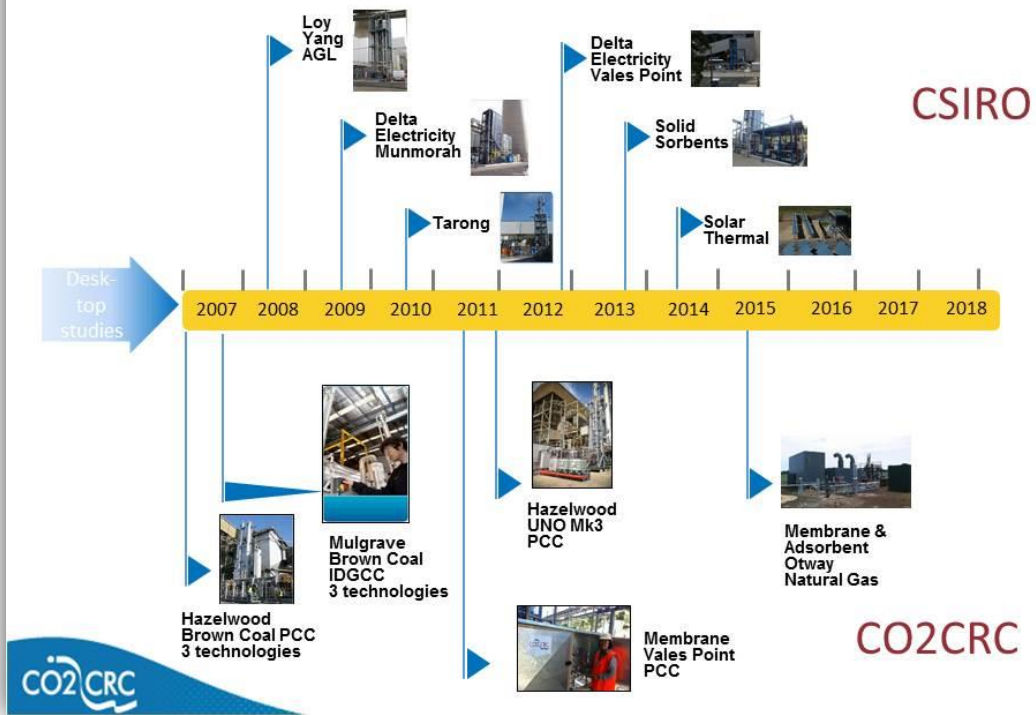 Loy
Yang
AGL
Delta
Electricity
Vales Point
CSIRO
Delta
Electricity
Munmorah
Solid
Sorbents
Tarong
Solar
Thermal
Desk-
top
studies
2007 2008 2009 2010 2011 2012 2013 2014 2015 2016 2017 2018
Hazelwood
UNO Mk3
PCC
Membrane &
Adsorbent
Otway
Natural Gas
Mulgrave
Brown Coal
IDGCC
3 technologies
Hazelwood
Brown Coal PCC
3 technologies
Membrane
Vales Point
PCC
CO2CRC
CO2CRC
CO2CRC